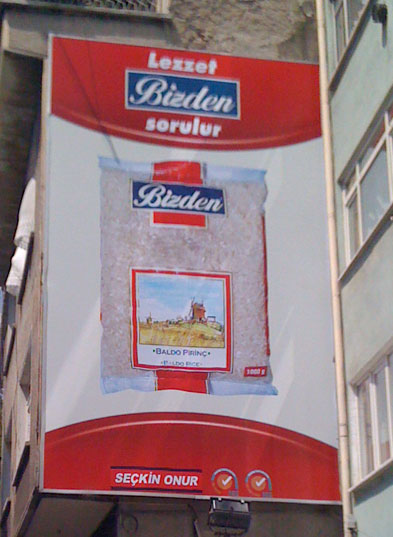 Lezzet
Bizden
sorulur
Bizden
•BALDO PİRİNÇ•
•BALDO RICE•
1000 g
SEÇKİN ONUR